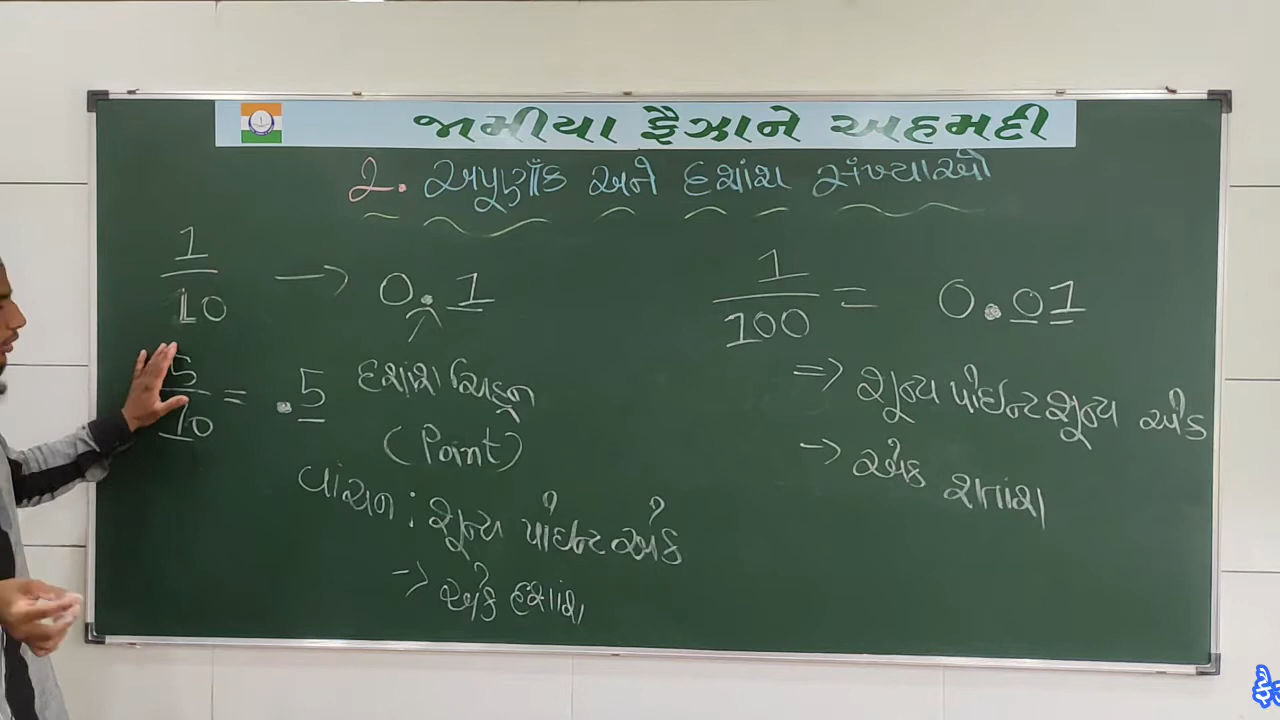 જામીયા ફૈઝાને અહમદી
૨. અપૂર્ણાંક અને દશાંશ સંખ્યાઓ
1/10 → 0.1
5/10 = .5
દશાંશ ચિહ્ન
(Point)
વાંચન : શૂન્ય પોઈન્ટ એક
→ એક દશાંશ
1/100 = 0.01
⇒ શૂન્ય પોઈન્ટ શૂન્ય એક
→ એક શતાંશ